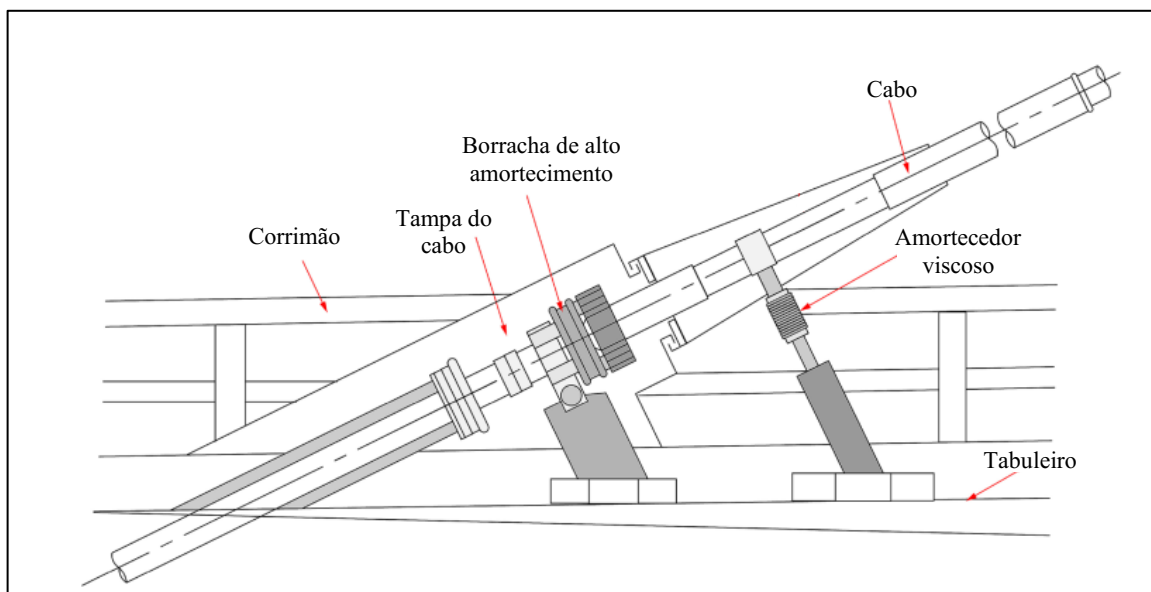 Cabo
Borracha de alto
amortecimento
Tampa do
cabo
Corrimão
Amortecedor
viscoso
Tabuleiro